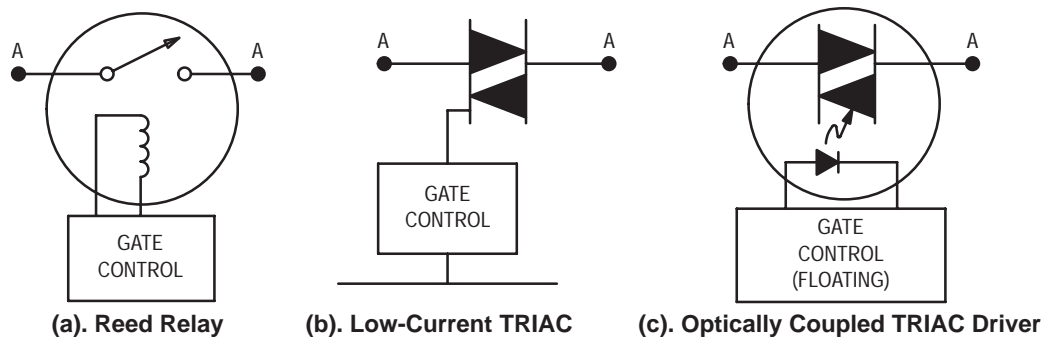 A A
GATE
CONTROL
(a). Reed Relay
A A
GATE
CONTROL
(b). Low-Current TRIAC
A A
GATE
CONTROL
(FLOATING)
(c). Optically Coupled TRIAC Driver